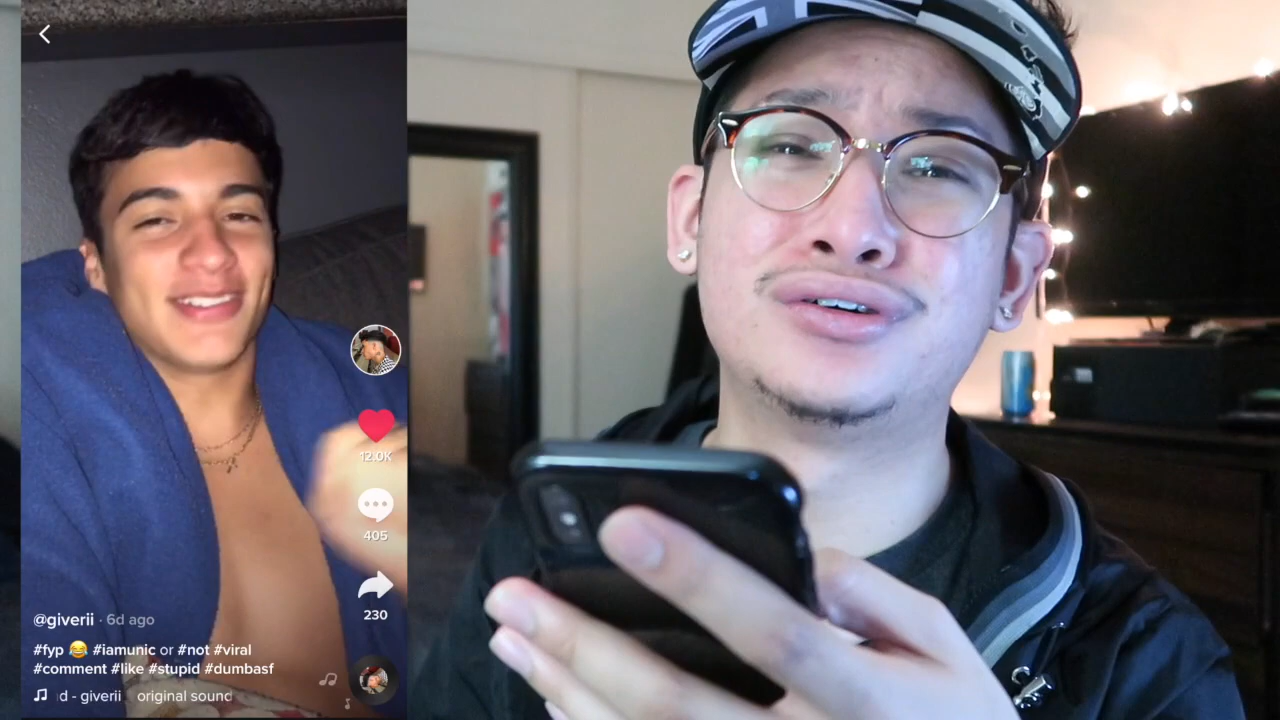 12.0K
405
230
@giverii · 6d ago
#fyp 😂 #iamunic or #not #viral
#comment #like #stupid #dumbasf
d - giverii original sound